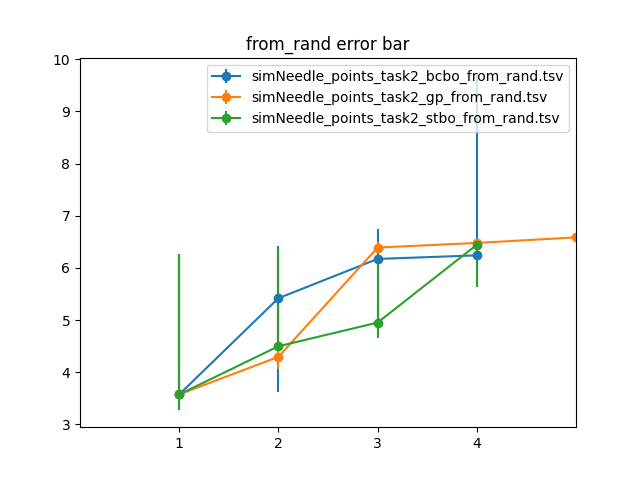 from_rand error bar
simNeedle_points_task2_bcbo_from_rand.tsv
simNeedle_points_task2_gp_from_rand.tsv
simNeedle_points_task2_stbo_from_rand.tsv
10
9
8
7
6
5
4
3
1 2 3 4